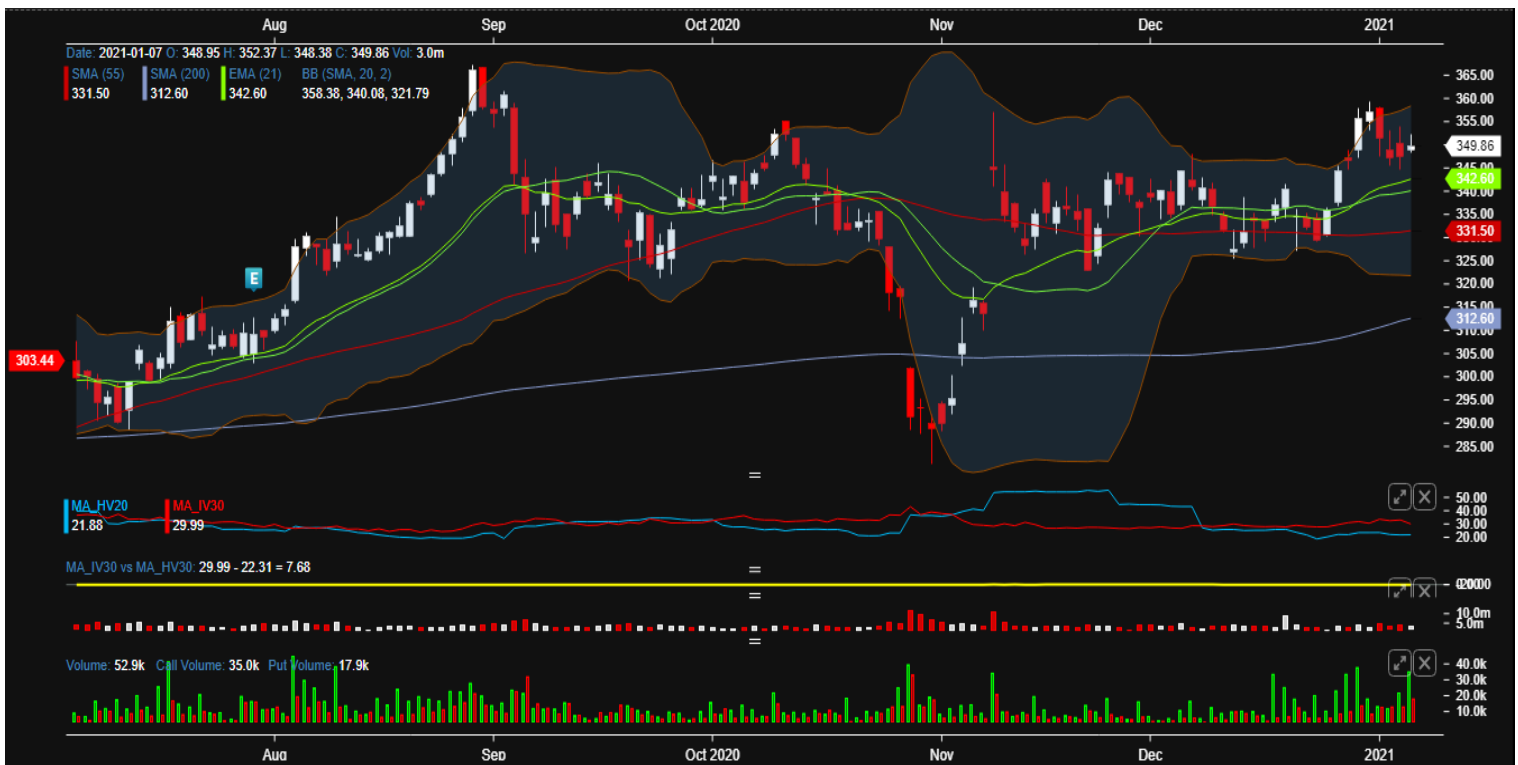 Aug Sep Oct 2020 Nov Dec 2021
Date: 2021-01-07 O: 348.95 H: 352.37 L: 348.38 C: 349.86 Vol: 3.0m
SMA (55) SMA (200) EMA (21) BB (SMA, 20, 2)
331.50 312.60 342.60 358.38, 340.08, 321.79
365.00
360.00
355.00
349.86
345.00
342.60
340.00
335.00
331.50
325.00
320.00
315.00
312.60
310.00
305.00
303.44
300.00
295.00
290.00
285.00
E
MA_HV20 MA_IV30
21.88 29.99
50.00
40.00
30.00
20.00
MA_IV30 vs MA_HV30: 29.99 - 22.31 = 7.68
10.0m
5.0m
Volume: 52.9k Call Volume: 35.0k Put Volume: 17.9k
40.0k
30.0k
20.0k
10.0k
Aug Sep Oct 2020 Nov Dec 2021